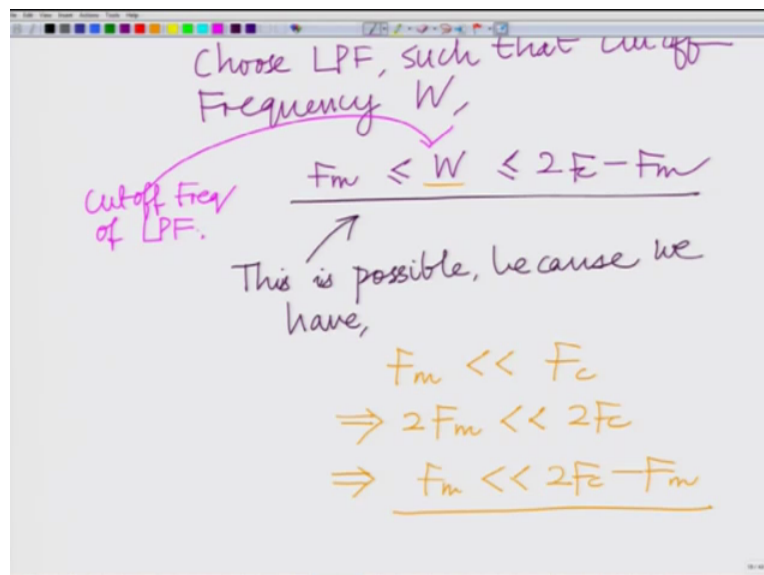 Choose LPF, such that cutoff
Frequency W,
Fm ≤ W ≤ 2Fc - Fm
Cutoff Freq
of LPF.
This is possible, because we
have,
Fm << Fc
⇒ 2Fm << 2Fc
⇒ Fm << 2Fc - Fm